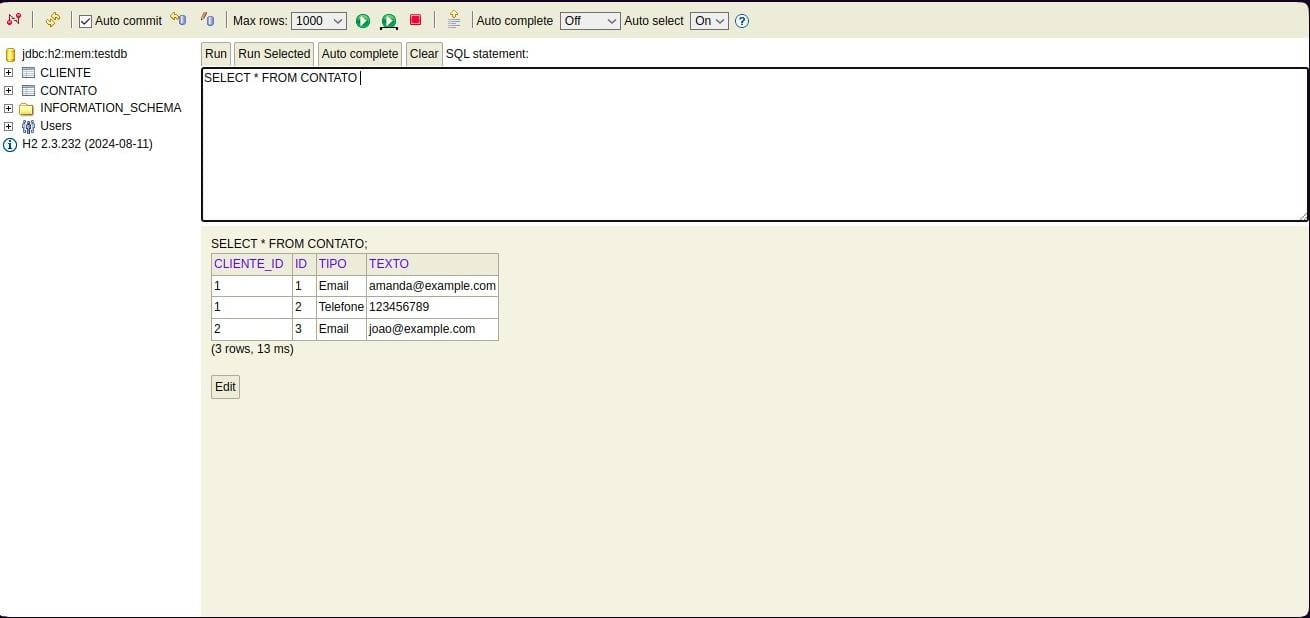 Auto commit Max rows: 1000 Auto complete Off Auto select On ?
jdbc:h2:mem:testdb
CLIENTE
CONTATO
INFORMATION_SCHEMA
Users
H2 2.3.232 (2024-08-11)
Run Run Selected Auto complete Clear SQL statement:
SELECT * FROM CONTATO
SELECT * FROM CONTATO;
CLIENTE_ID ID TIPO TEXTO
1 1 Email amanda@example.com
1 2 Telefone 123456789
2 3 Email joao@example.com
(3 rows, 13 ms)
Edit